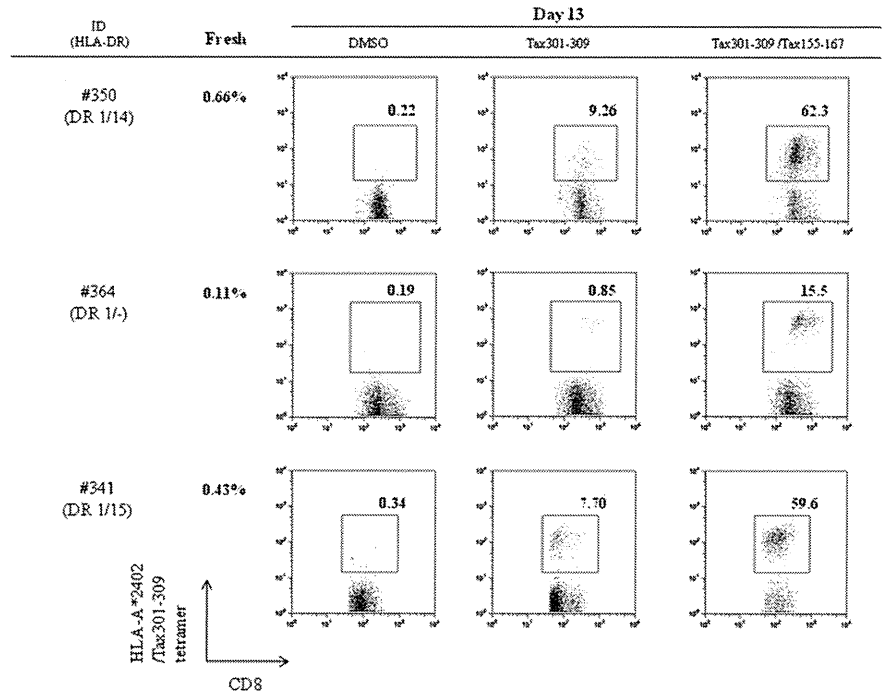 Day 13
ID
(HLA-DR)
Fresh
DMSO
Tax301-309
Tax301-309 /Tax155-167
#350
(DR 1/14)
0.66%
0.22
9.26
62.3
#364
(DR 1/-)
0.11%
0.19
0.85
15.5
#341
(DR 1/15)
0.43%
0.34
7.70
59.6
HLA-A*2402
/Tax301-309
tetramer
CD8